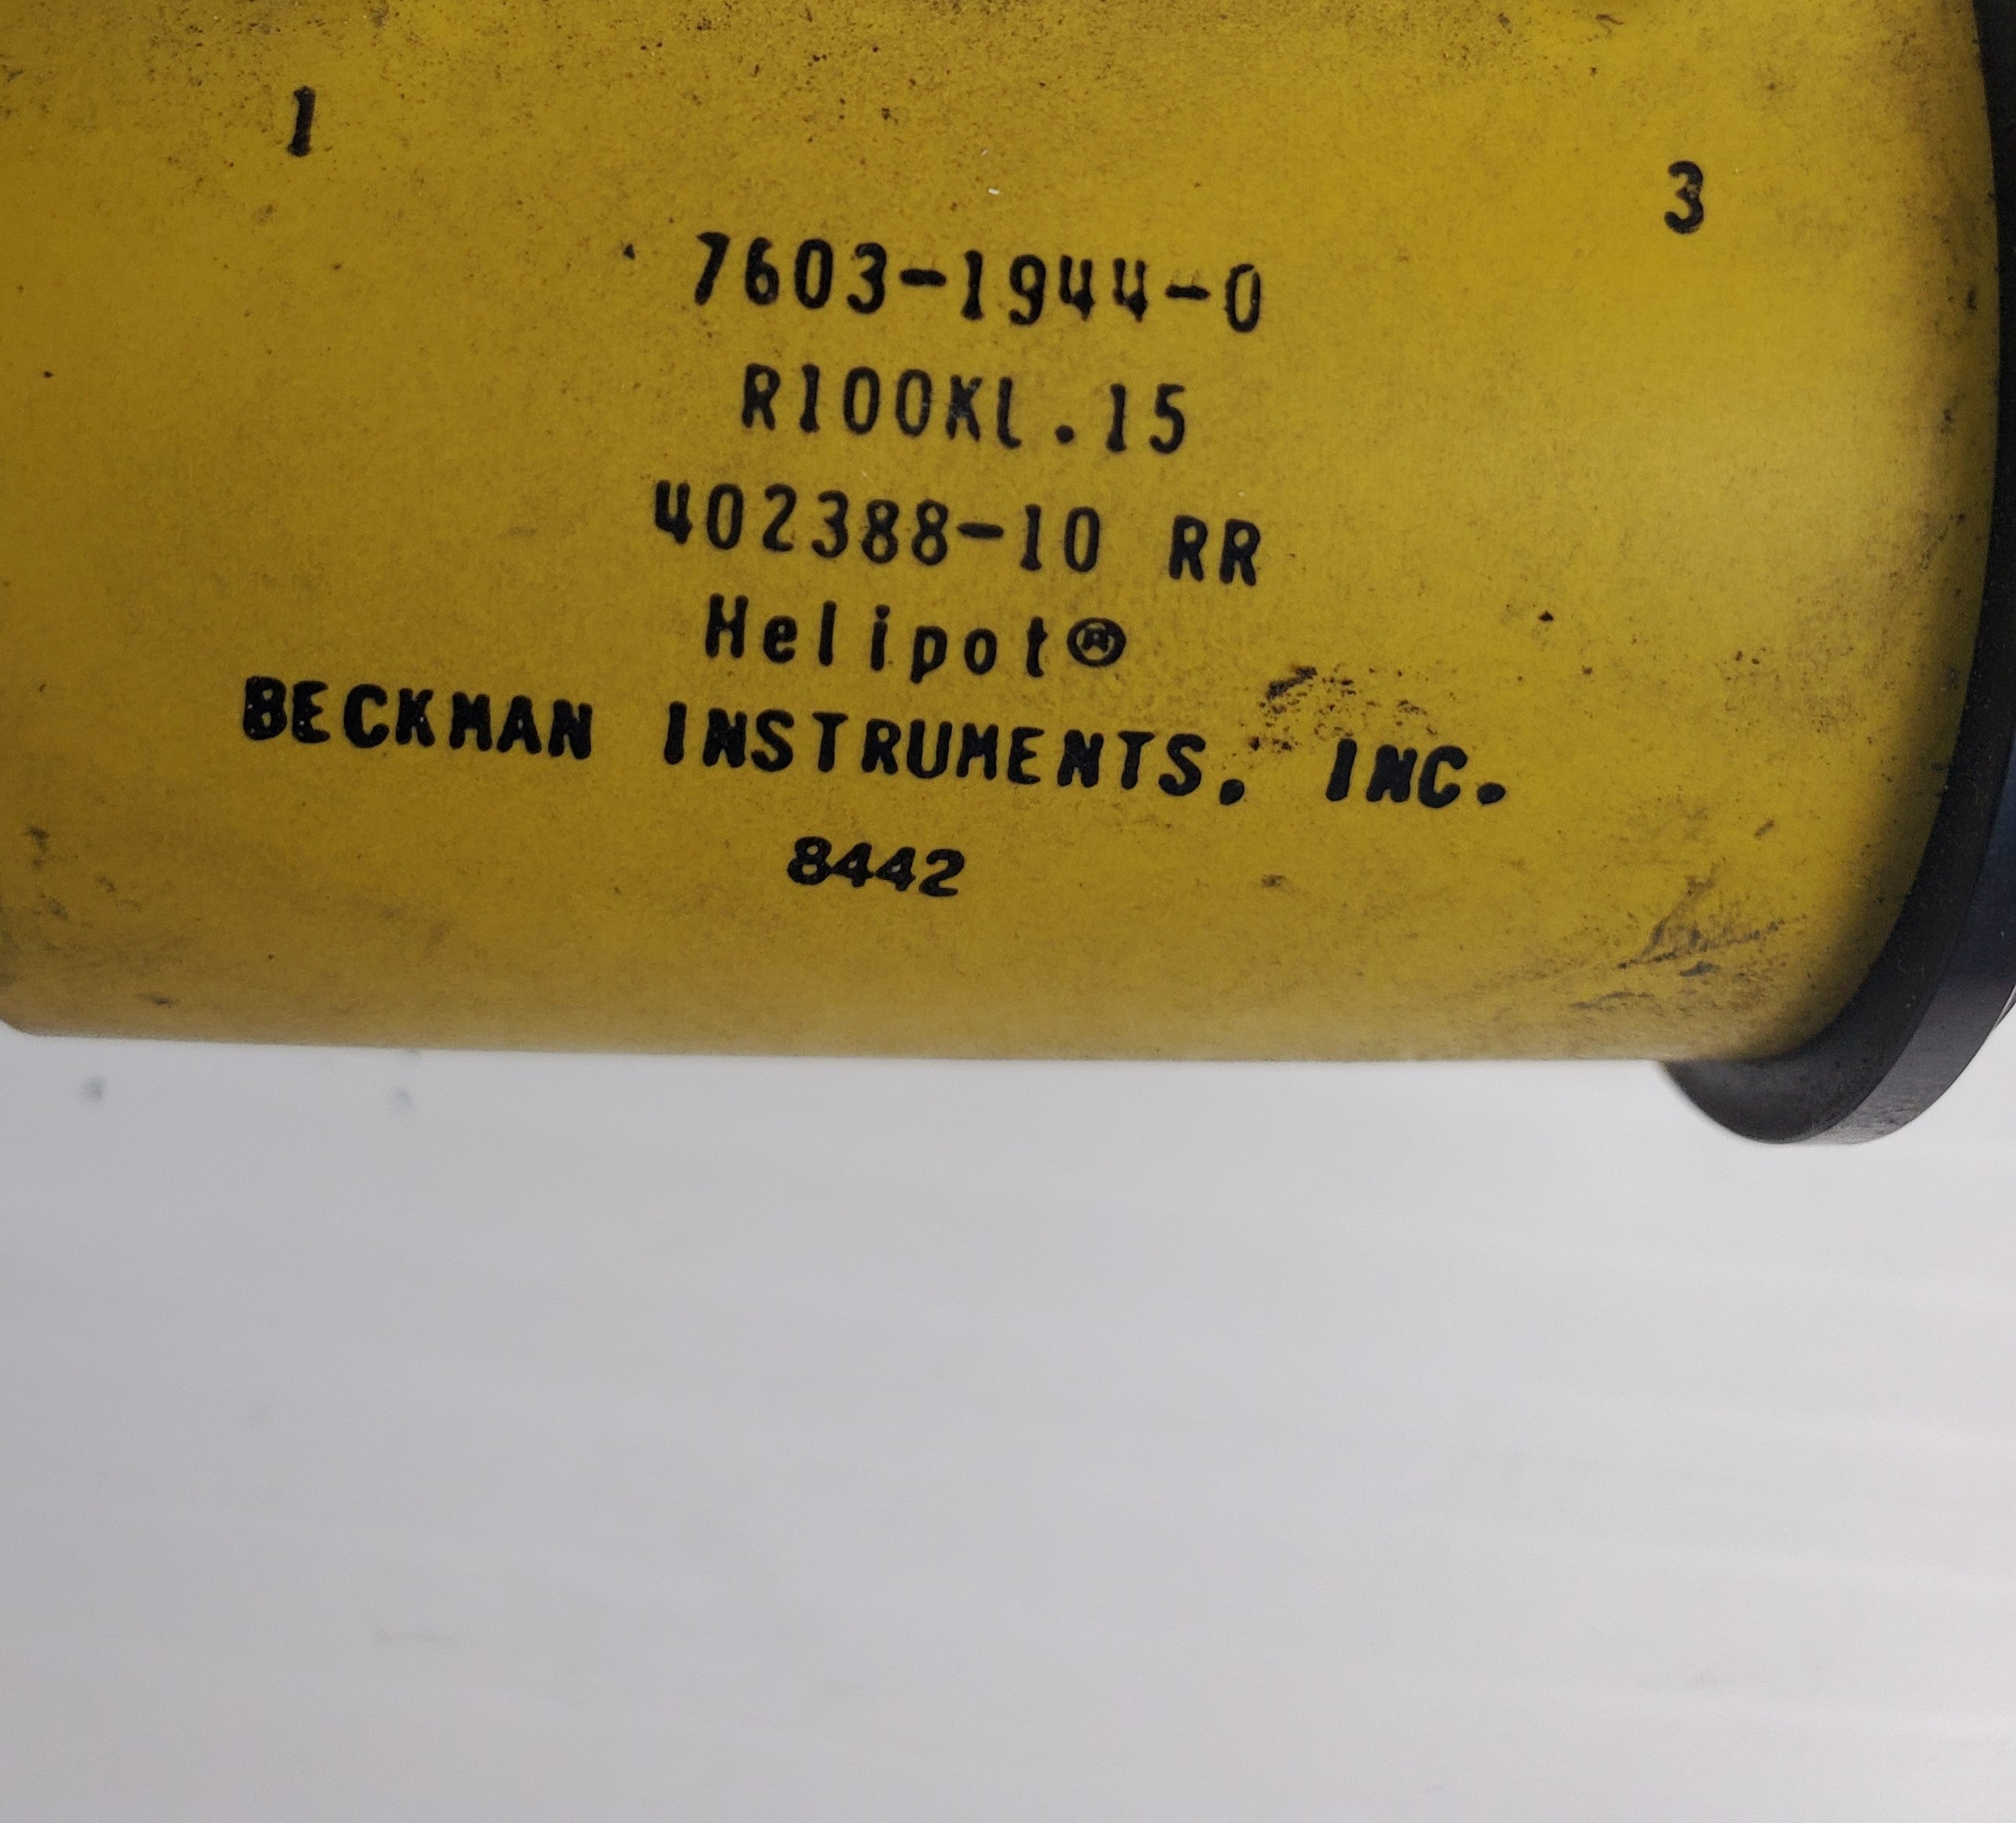 1
3
7603-1944-0
R100KL.15
402388-10 RR
Helipot®
BECKMAN INSTRUMENTS, INC.
8442